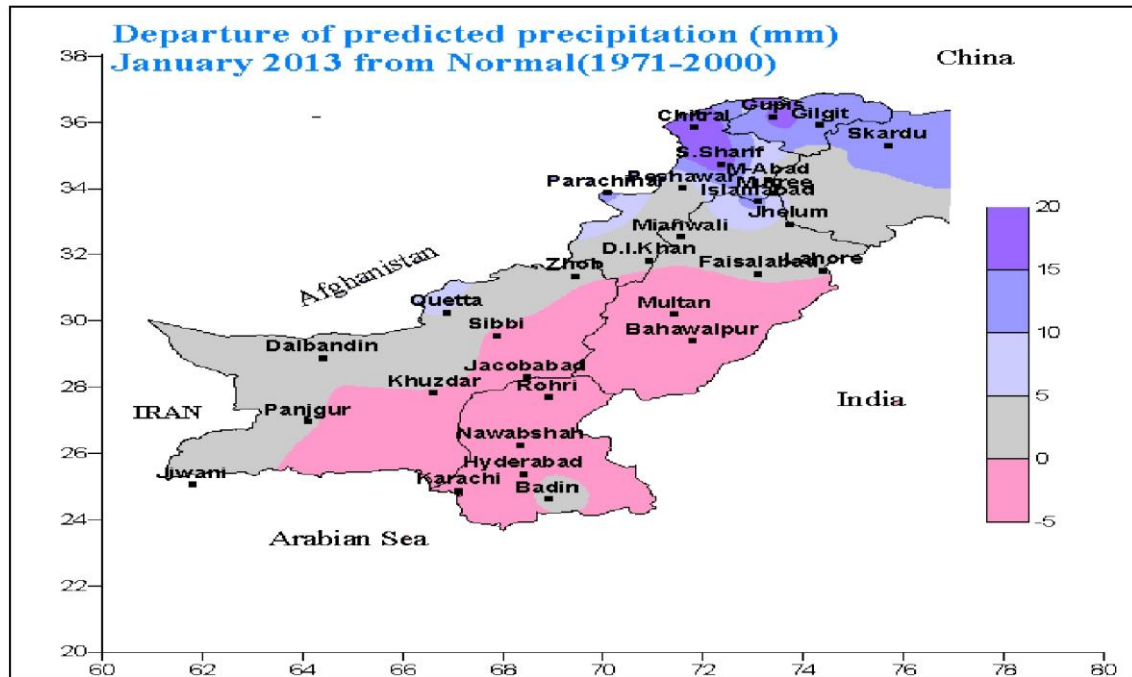 Departure of predicted precipitation (mm)
January 2013 from Normal(1971-2000)
38
China
Gupis
36
Chitral
Gilgit
Skardu
S.Sharif
M-Abad
34
Parachinar
Peshawar
Murree
Islamabad
Jhelum
Mianwali
32
Afghanistan
Zhob
D.I.Khan
Faisalabad
Lahore
30
Quetta
Sibbi
Multan
Bahawalpur
Dalbandin
28
Khuzdar
Jacobabad
Rohri
India
IRAN
Panjgur
26
Nawabshah
Hyderabad
Jiwani
Karachi
Badin
24
Arabian Sea
22
20
60 62 64 66 68 70 72 74 76 78 80
20
15
10
5
0
-5